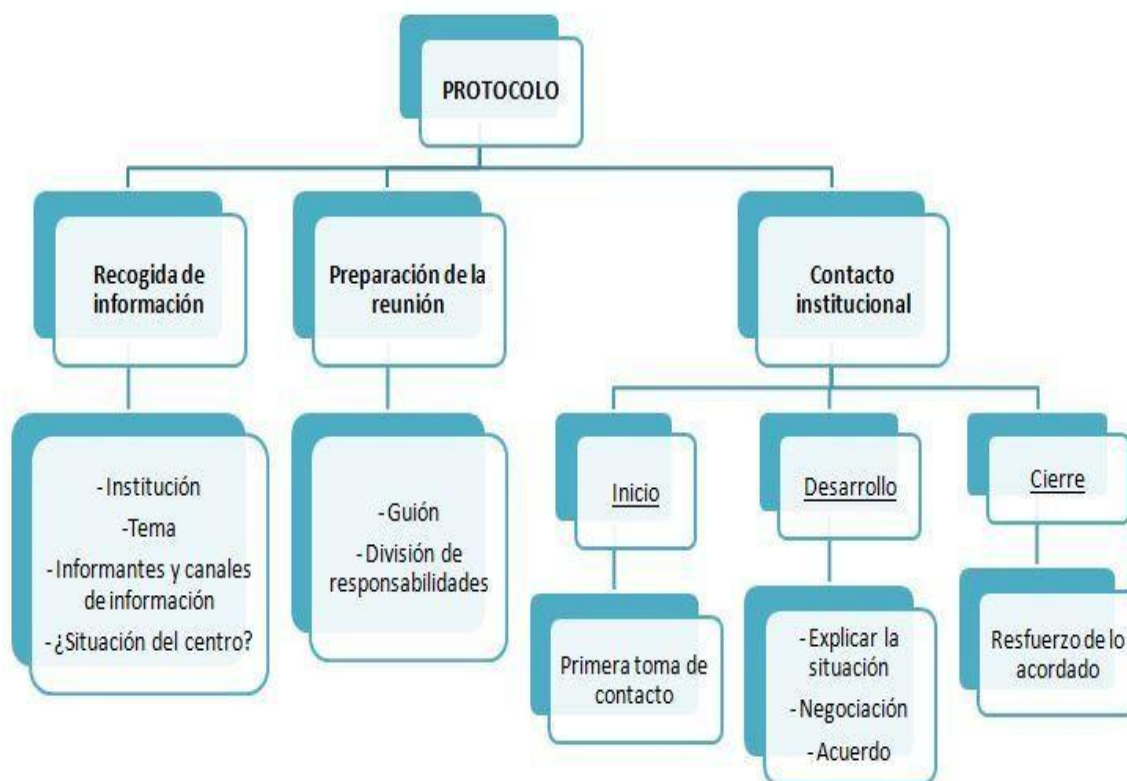 PROTOCOLO
Recogida de
información
Preparación de la
reunión
Contacto
institucional
-Institución
-Tema
-Informantes y canales
de información
-¿Situación del centro?
-Guión
-División de
responsabilidades
Inicio
Desarrollo
Cierre
Primera toma de
contacto
-Explicar la
situación
-Negociación
-Acuerdo
Resfuerzo de lo
acordado